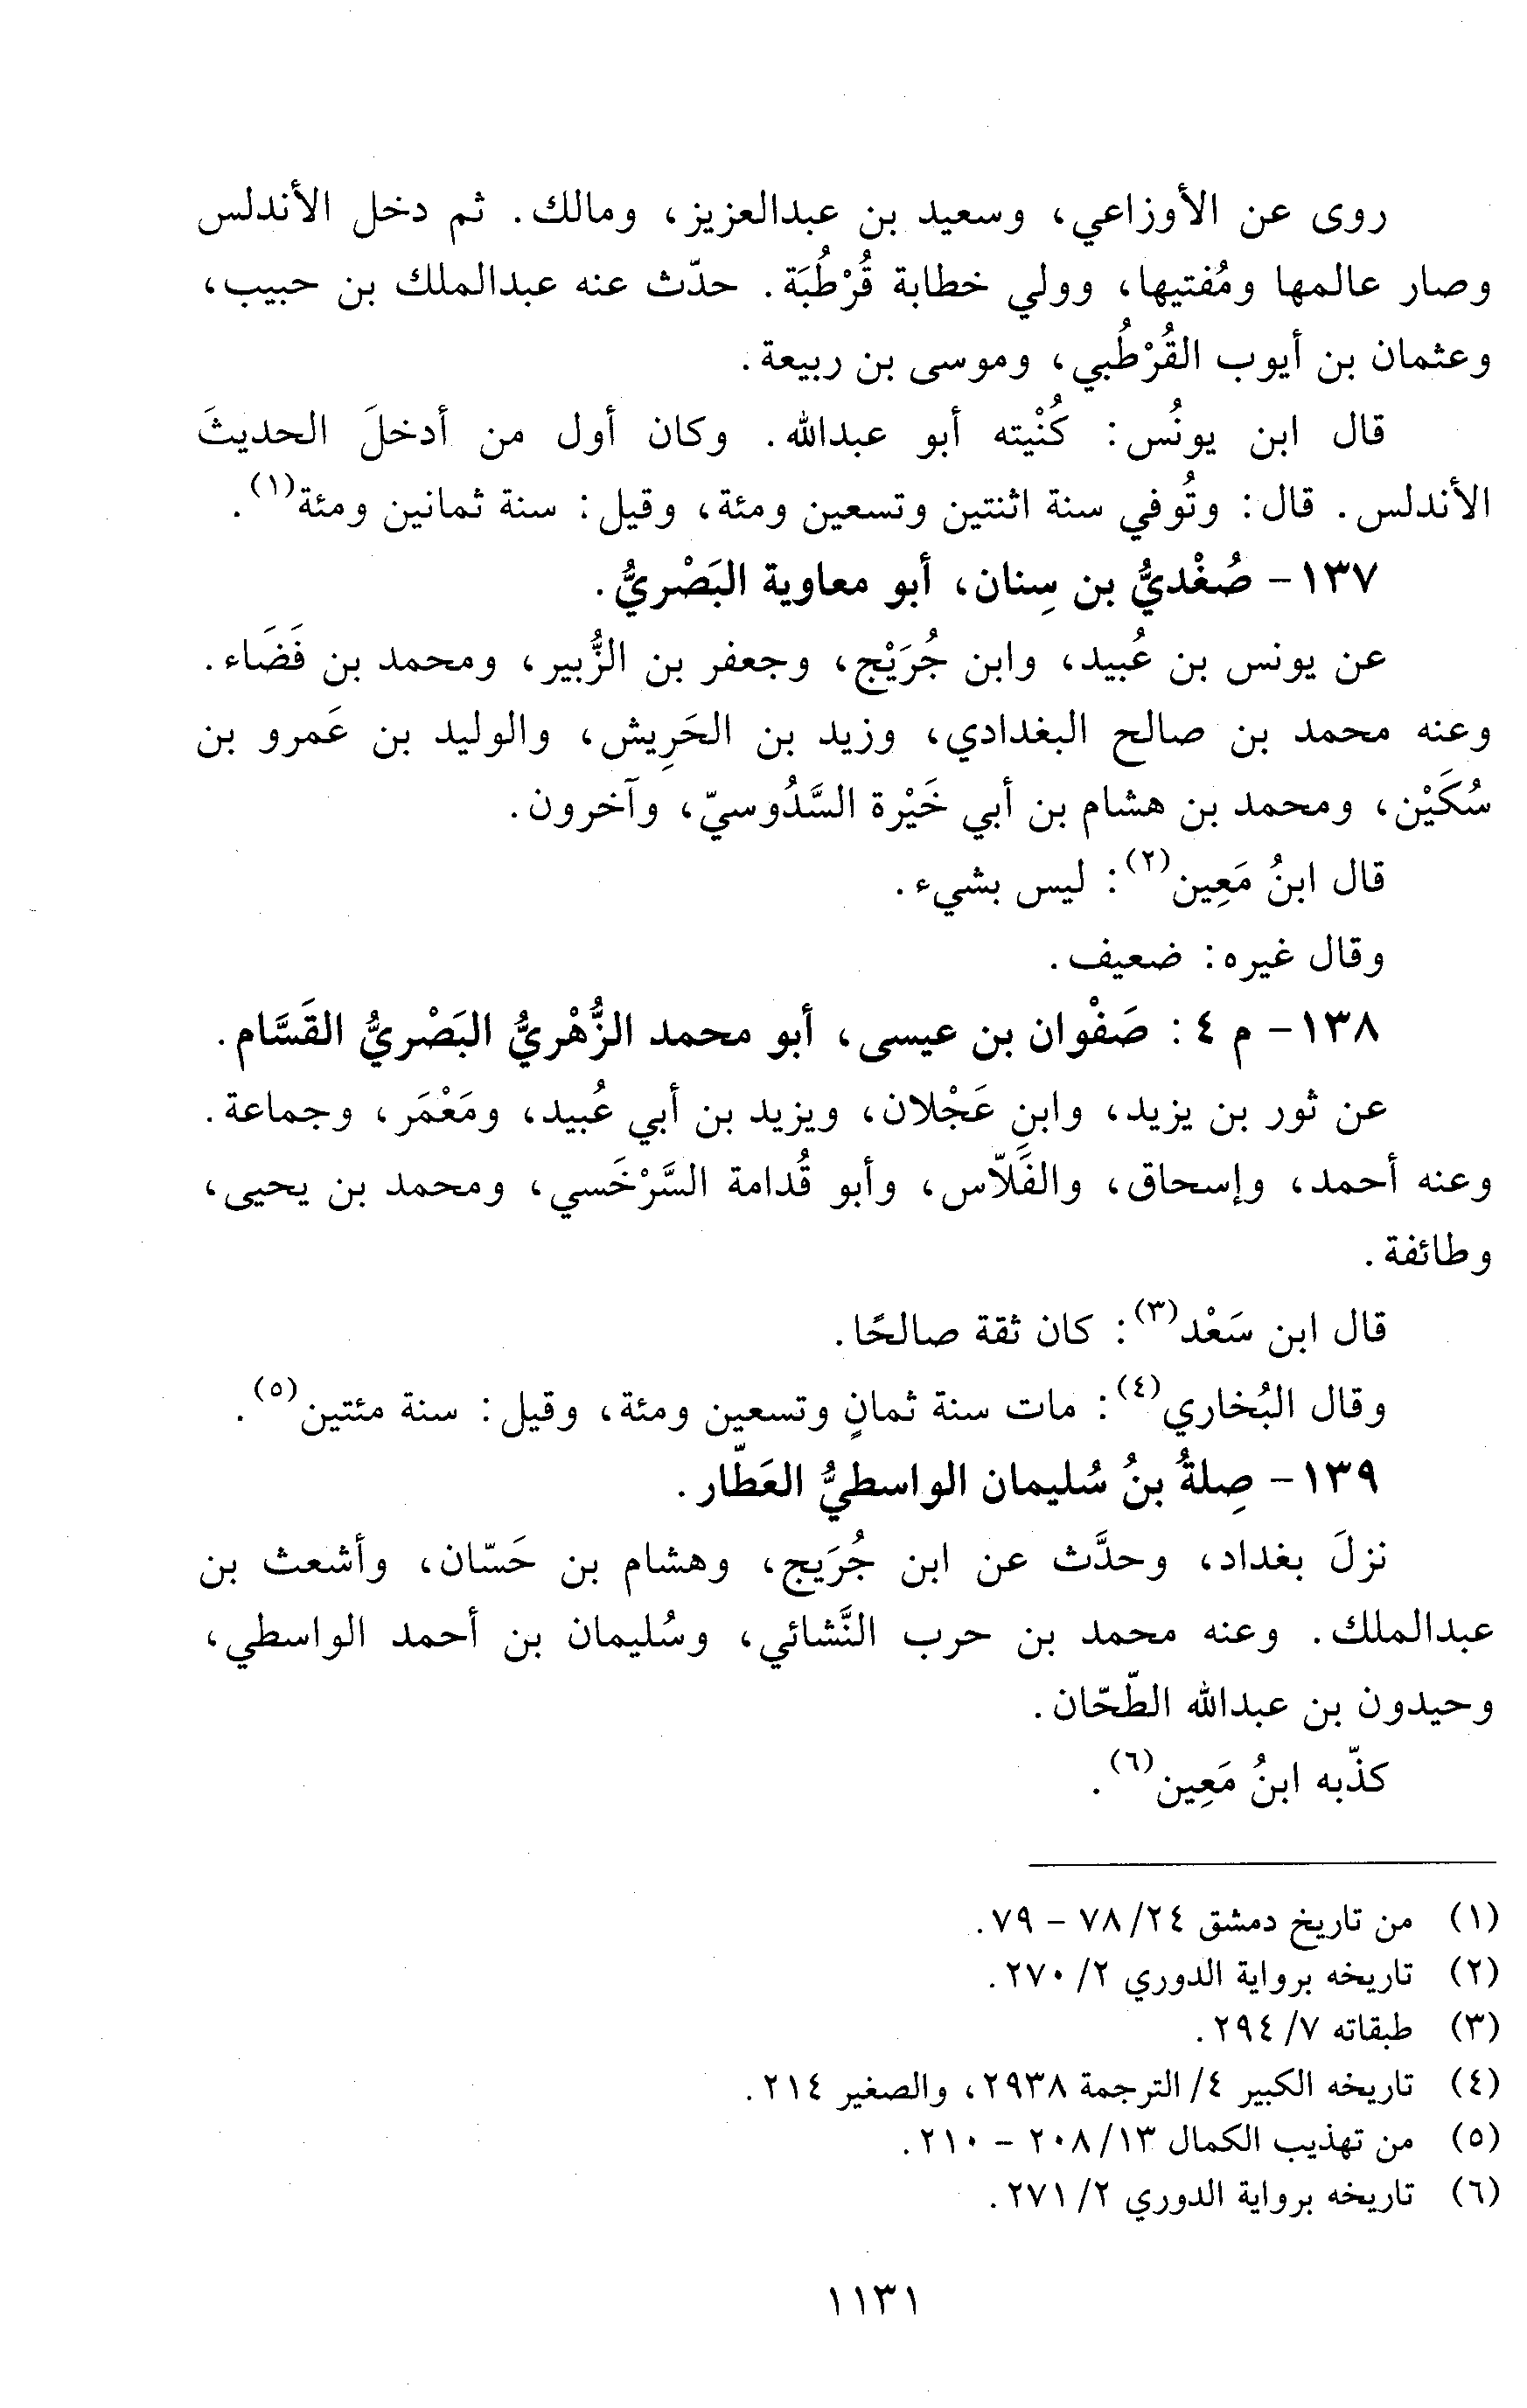 روى عن الأوزاعي، وسعيد بن عبدالعزيز، ومالك. ثم دخل الأندلس
وصار عالمها ومُفتيها، وولي خطابة قُرْطُبَة. حدّث عنه عبدالملك بن حبيب،
وعثمان بن أيوب القُرْطُبي، وموسى بن ربيعة.
قال ابن يونُس: كُنْيته أبو عبدالله. وكان أول من أدخلَ الحديثَ
الأندلس. قال: وتُوفي سنة اثنتين وتسعين ومئة، وقيل: سنة ثمانين ومئة(١).
١٣٧- صُغْديُّ بن سِنان، أبو معاوية البَصْريُّ.
عن يونس بن عُبيد، وابن جُرَيْج، وجعفر بن الزُّبير، ومحمد بن فَضَاء.
وعنه محمد بن صالح البغدادي، وزيد بن الحَرِيش، والوليد بن عَمرو بن
سُكَيْن، ومحمد بن هشام بن أبي خَيْرة السَّدُوسيّ، وآخرون.
قال ابنُ مَعِين(٢): ليس بشيء.
وقال غيره: ضعيف.
١٣٨- م ٤: صَفْوان بن عيسى، أبو محمد الزُّهْريُّ البَصْريُّ القَسَّام.
عن ثور بن يزيد، وابنِ عَجْلان، ويزيد بن أبي عُبيد، ومَعْمَر، وجماعة.
وعنه أحمد، وإسحاق، والفَلّاس، وأبو قُدامة السَّرْخَسي، ومحمد بن يحيى،
وطائفة.
قال ابن سَعْد(٣): كان ثقة صالحًا.
وقال البُخاري(٤): مات سنة ثمانٍ وتسعين ومئة، وقيل: سنة مئتين(٥).
١٣٩- صِلةُ بنُ سُليمان الواسطيُّ العَطّار.
نزلَ بغداد، وحدَّث عن ابن جُرَيج، وهشام بن حَسّان، وأشعث بن
عبدالملك. وعنه محمد بن حرب النَّشائي، وسُليمان بن أحمد الواسطي،
وحيدون بن عبدالله الطّحّان.
كذّبه ابنُ مَعِين(٦).
(١) من تاريخ دمشق ٢٤/ ٧٨ - ٧٩.
(٢) تاريخه برواية الدوري ٢/ ٢٧٠.
(٣) طبقاته ٧/ ٢٩٤.
(٤) تاريخه الكبير ٤/ الترجمة ٢٩٣٨، والصغير ٢١٤.
(٥) من تهذيب الكمال ١٣/ ٢٠٨ - ٢١٠.
(٦) تاريخه برواية الدوري ٢/ ٢٧١.
١١٣١